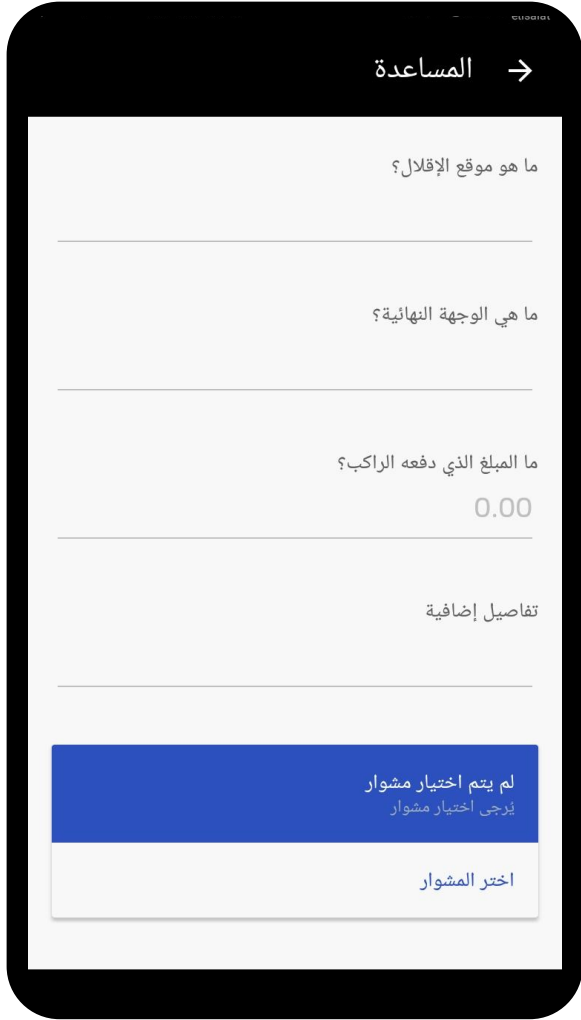 etisalat
المساعدة
ما هو موقع الإقلال؟
ما هي الوجهة النهائية؟
ما المبلغ الذي دفعه الراكب؟
0.00
تفاصيل إضافية
لم يتم اختيار مشوار
يُرجى اختيار مشوار
اختر المشوار